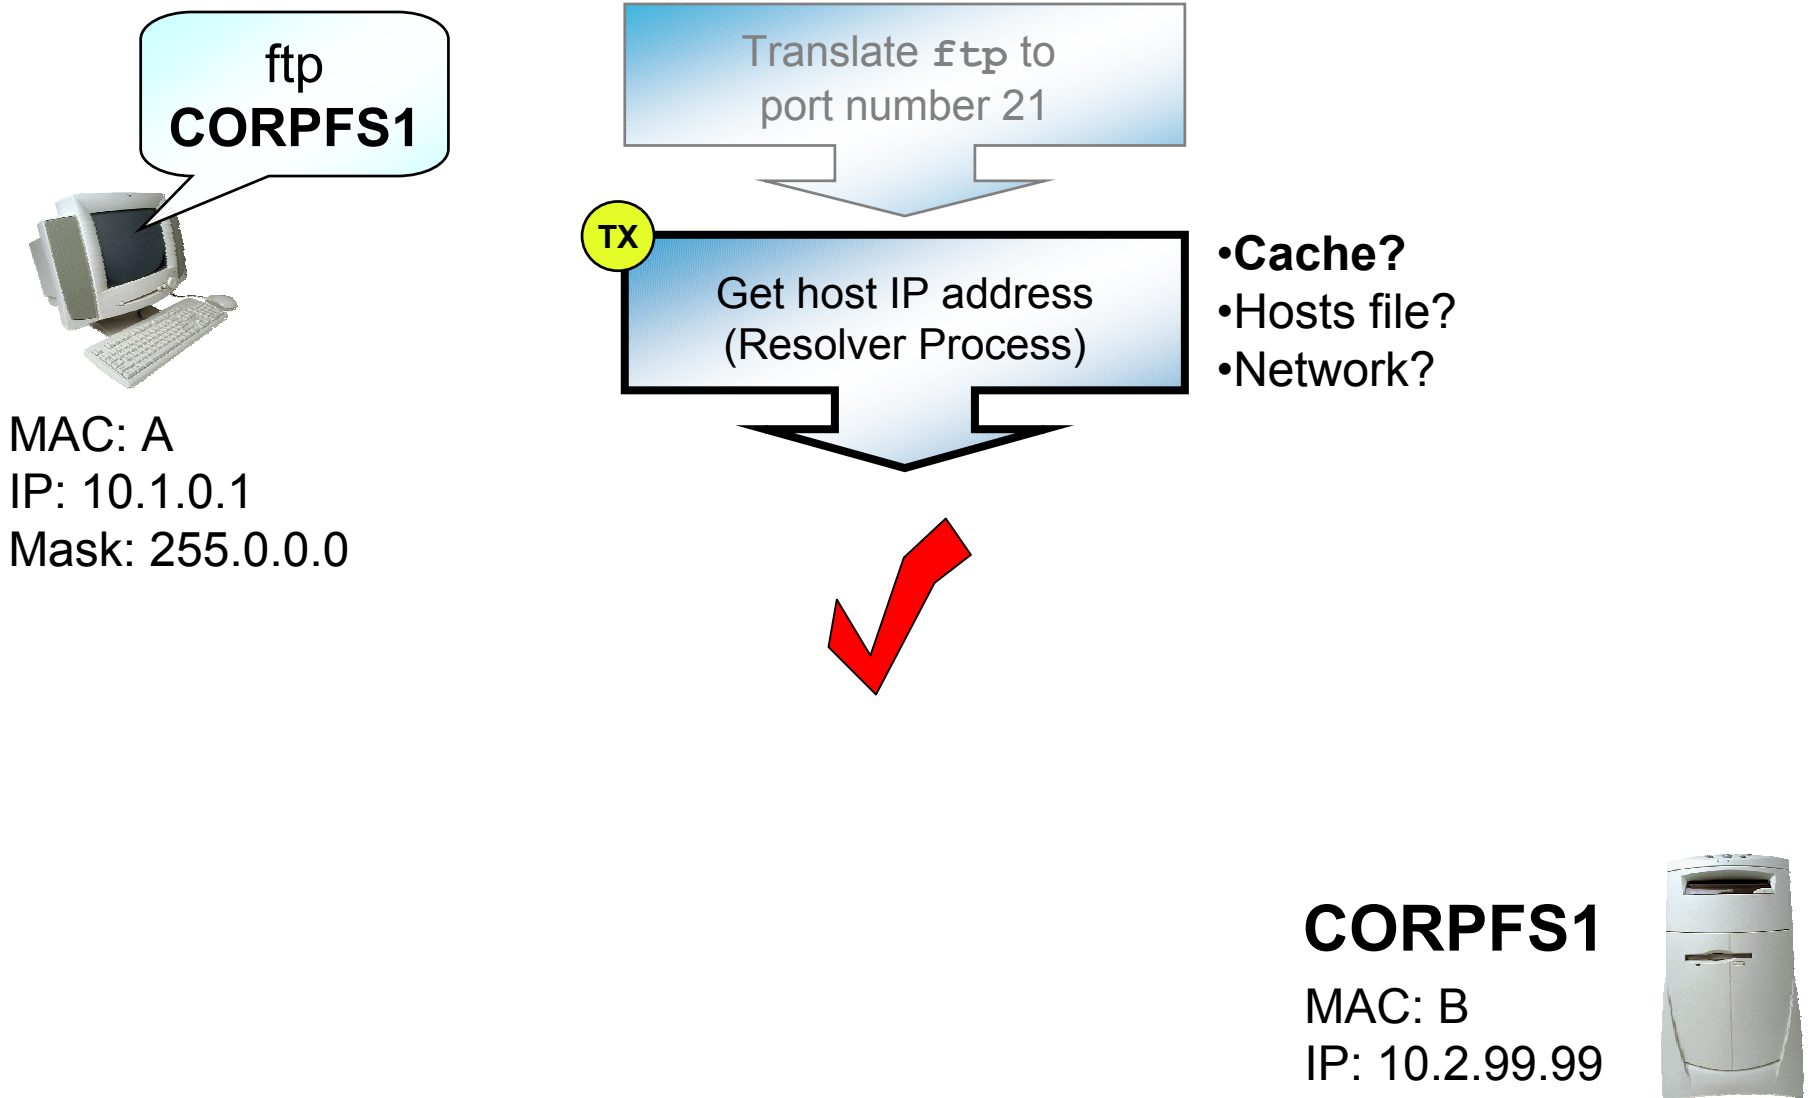 ftp
CORPFS1
Translate ftp to
port number 21
TX
Get host IP address
(Resolver Process)
•Cache?
•Hosts file?
•Network?
MAC: A
IP: 10.1.0.1
Mask: 255.0.0.0
CORPFS1
MAC: B
IP: 10.2.99.99